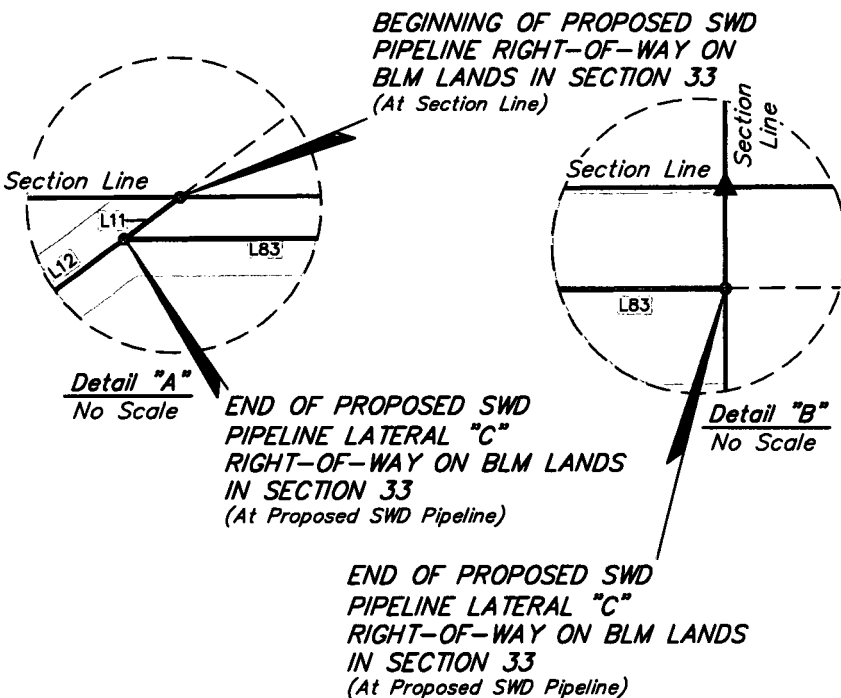 BEGINNING OF PROPOSED SWD
PIPELINE RIGHT-OF-WAY ON
BLM LANDS IN SECTION 33
(At Section Line)
Section Line
L11
L83
L12
Detail "A"
No Scale
END OF PROPOSED SWD
PIPELINE LATERAL "C"
RIGHT-OF-WAY ON BLM LANDS
IN SECTION 33
(At Proposed SWD Pipeline)
Section
Line
Section Line
L83
Detail "B"
No Scale
END OF PROPOSED SWD
PIPELINE LATERAL "C"
RIGHT-OF-WAY ON BLM LANDS
IN SECTION 33
(At Proposed SWD Pipeline)